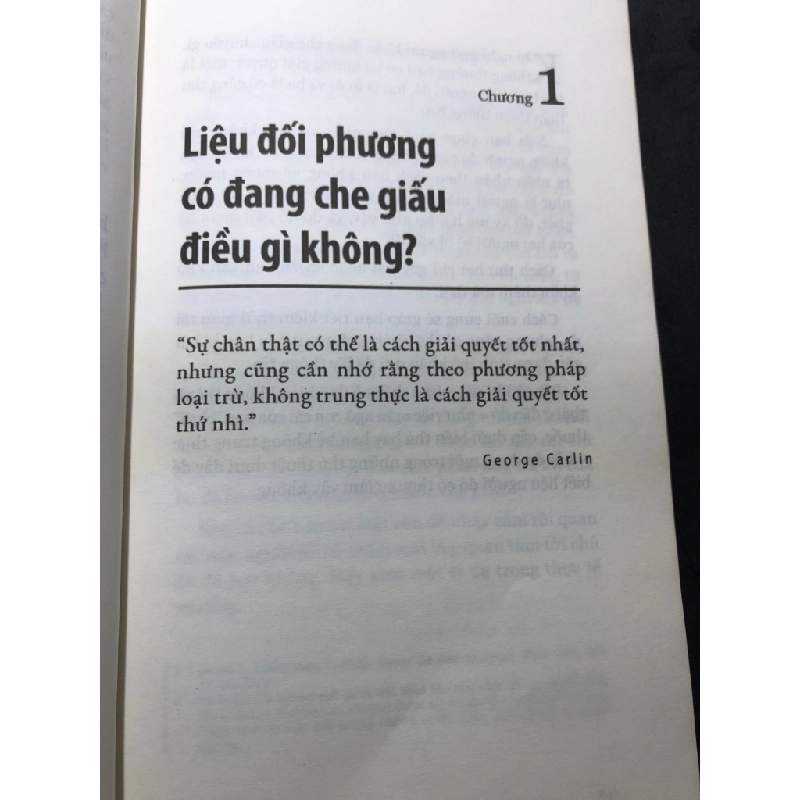 Chương 1
Liệu đối phương
có đang che giấu
điều gì không?
“Sự chân thật có thể là cách giải quyết tốt nhất,
nhưng cũng cần nhớ rằng theo phương pháp
loại trừ, không trung thực là cách giải quyết tốt
thứ nhì.”
George Carlin